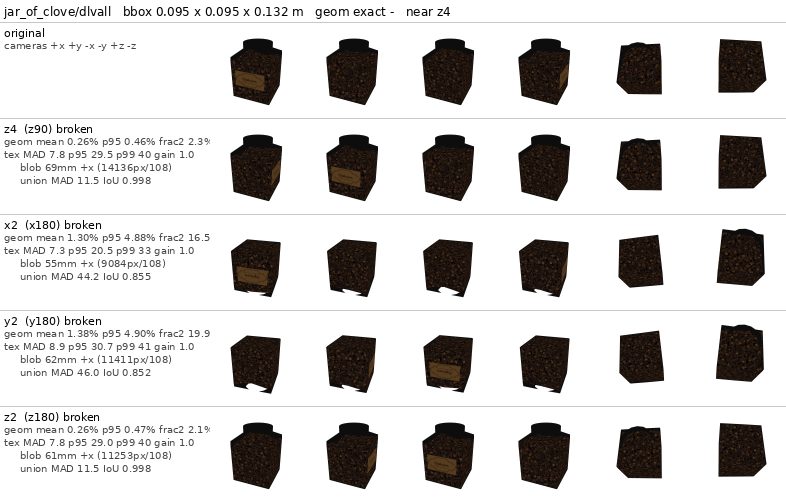 jar_of_clove/dlvall   bbox 0.095 x 0.095 x 0.132 m   geom exact -   near z4
original
cameras +x +y -x -y +z -z
z4  (z90) broken
geom mean 0.26% p95 0.46% frac2 2.3%
tex MAD 7.8 p95 29.5 p99 40 gain 1.0
blob 69mm +x (14136px/108)
union MAD 11.5 IoU 0.998
x2  (x180) broken
geom mean 1.30% p95 4.88% frac2 16.5
tex MAD 7.3 p95 20.5 p99 33 gain 1.0
blob 55mm +x (9084px/108)
union MAD 44.2 IoU 0.855
y2  (y180) broken
geom mean 1.38% p95 4.90% frac2 19.9
tex MAD 8.9 p95 30.7 p99 41 gain 1.0
blob 62mm +x (11411px/108)
union MAD 46.0 IoU 0.852
z2  (z180) broken
geom mean 0.26% p95 0.47% frac2 2.1%
tex MAD 7.8 p95 29.0 p99 40 gain 1.0
blob 61mm +x (11253px/108)
union MAD 11.5 IoU 0.998